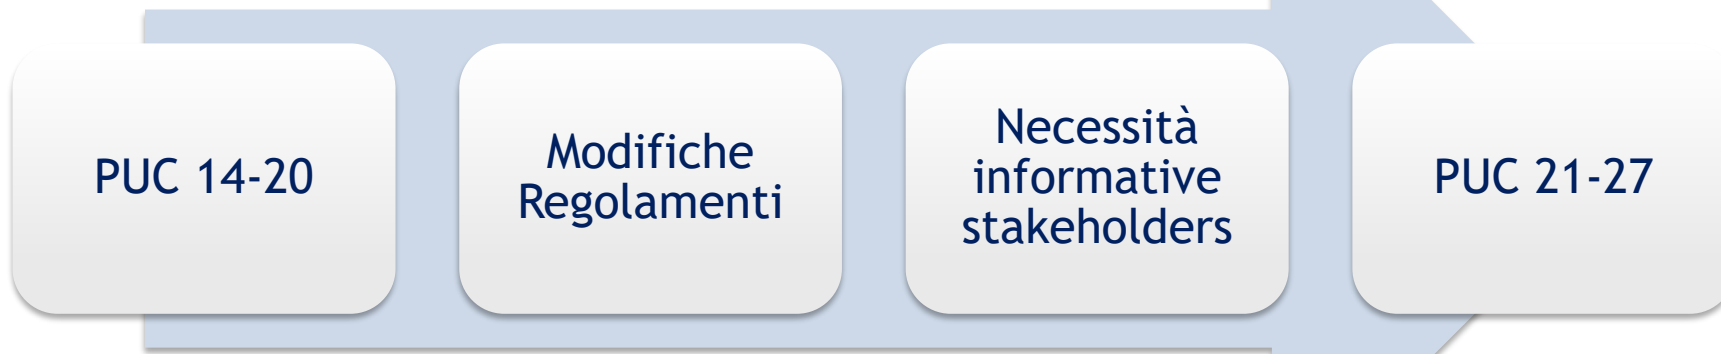 PUC 14-20
Modifiche
Regolamenti
Necessità
informative
stakeholders
PUC 21-27